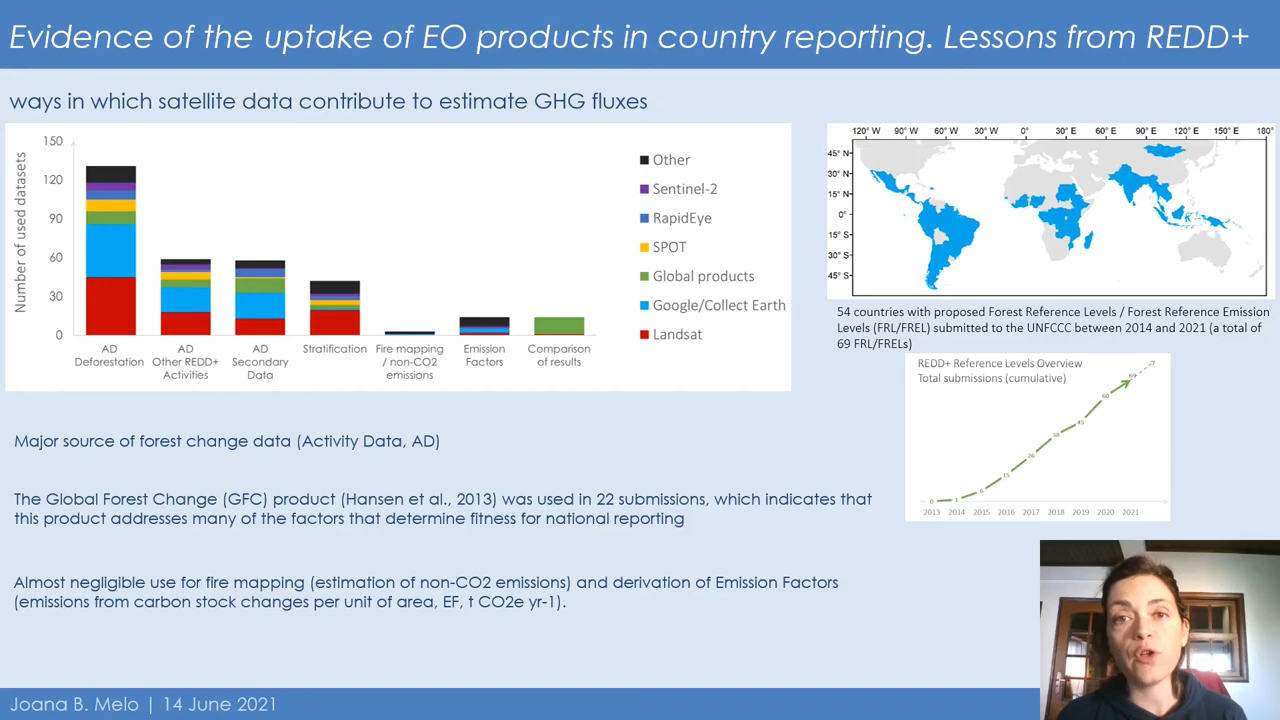 Evidence of the uptake of EO products in country reporting. Lessons from REDD+
ways in which satellite data contribute to estimate GHG fluxes
Number of used datasets
150
120
90
60
30
0
AD
Deforestation
AD
Other REDD+
Activities
AD
Secondary
Data
Stratification
Fire mapping
/ non-CO2
emissions
Emission
Factors
Comparison
of results
Other
Sentinel-2
RapidEye
SPOT
Global products
Google/Collect Earth
Landsat
120° W 90° W 60° W 30° W 0° 30° E 60° E 90° E 120° E 150° E 180°
45° N
30° N
15° N
0°
15° S
30° S
45° S
54 countries with proposed Forest Reference Levels / Forest Reference Emission
Levels (FRL/FREL) submitted to the UNFCCC between 2014 and 2021 (a total of
69 FRL/FRELs)
REDD+ Reference Levels Overview
Total submissions (cumulative)
0 1 6 15 26 38 45 60 69
2013 2014 2015 2016 2017 2018 2019 2020 2021
Major source of forest change data (Activity Data, AD)
The Global Forest Change (GFC) product (Hansen et al., 2013) was used in 22 submissions, which indicates that
this product addresses many of the factors that determine fitness for national reporting
Almost negligible use for fire mapping (estimation of non-CO2 emissions) and derivation of Emission Factors
(emissions from carbon stock changes per unit of area, EF, t CO2e yr-1).
Joana B. Melo | 14 June 2021